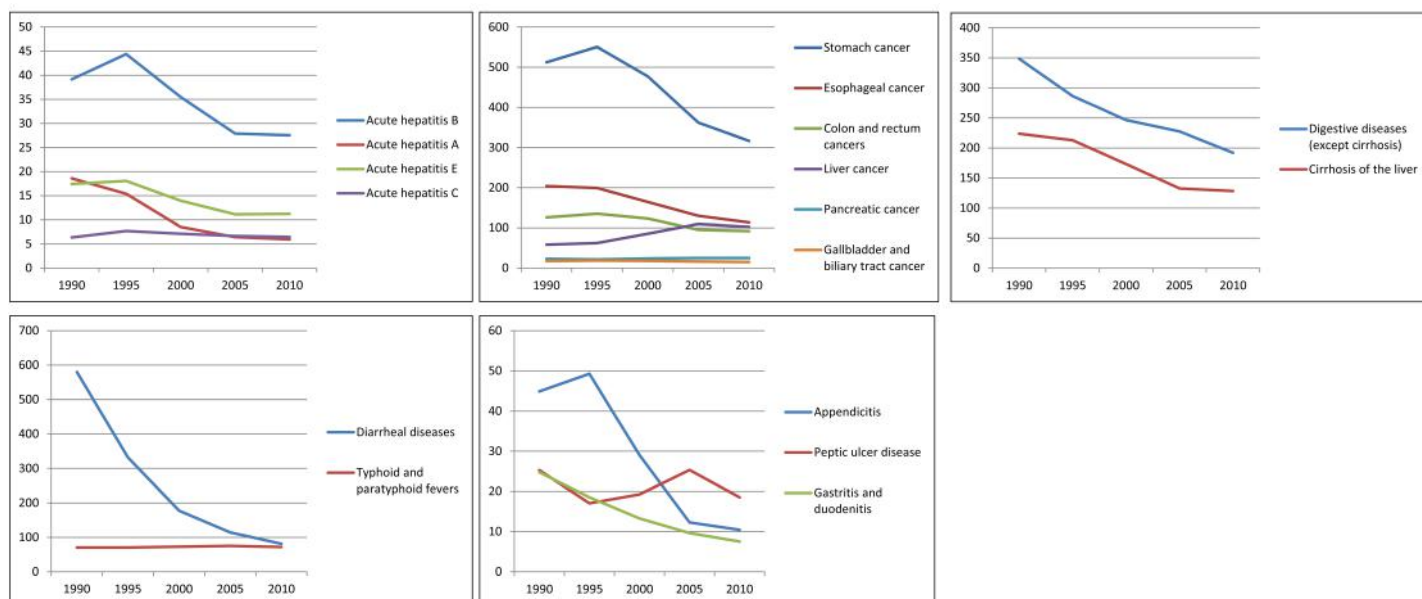 50
45
40
35
30
25
20
15
10
5
0
1990 1995 2000 2005 2010
Acute hepatitis B
Acute hepatitis A
Acute hepatitis E
Acute hepatitis C
600
500
400
300
200
100
0
1990 1995 2000 2005 2010
Stomach cancer
Esophageal cancer
Colon and rectum
cancers
Liver cancer
Pancreatic cancer
Gallbladder and
biliary tract cancer
400
350
300
250
200
150
100
50
0
1990 1995 2000 2005 2010
Digestive diseases
(except cirrhosis)
Cirrhosis of the liver
700
600
500
400
300
200
100
0
1990 1995 2000 2005 2010
Diarrheal diseases
Typhoid and
paratyphoid fevers
60
50
40
30
20
10
0
1990 1995 2000 2005 2010
Appendicitis
Peptic ulcer disease
Gastritis and
duodenitis